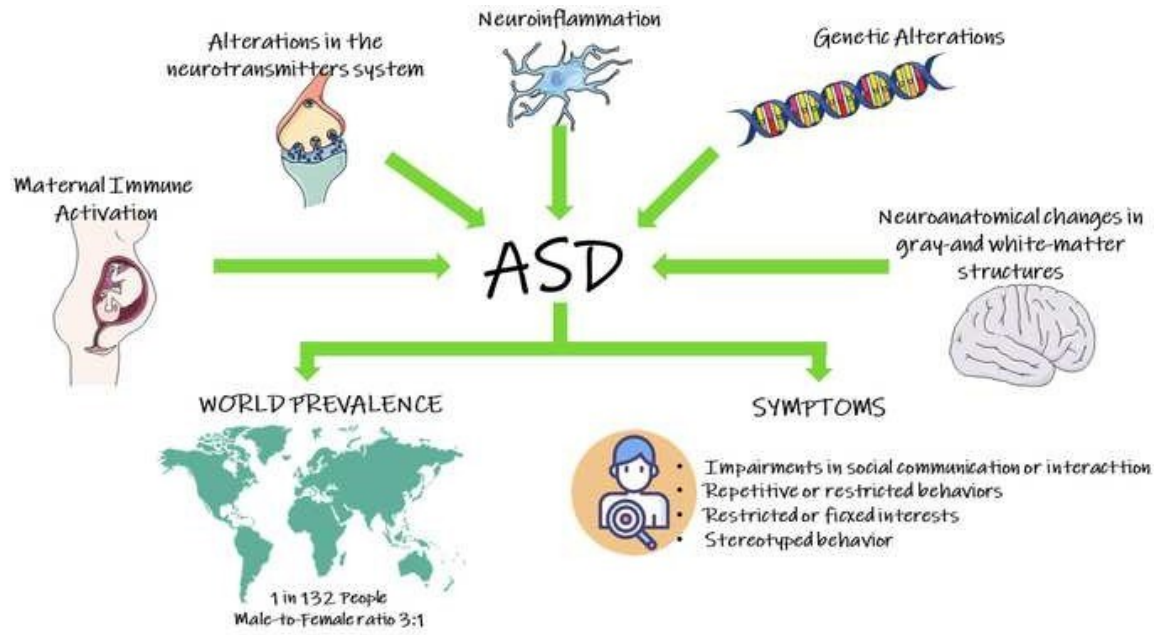 Neuroinflammation
Alterations in the
neurotransmitters system
Genetic Alterations
Maternal Immune
Activation
Neuroanatomical changes in
gray-and white-matter
structures
ASD
WORLD PREVALENCE
1 in 132 People
Male-to-Female ratio 3:1
SYMPTOMS
• Impairments in social communication or interacttion
• Repetitive or restricted behaviors
• Restricted or ficxed interests
• Stereotyped behavior